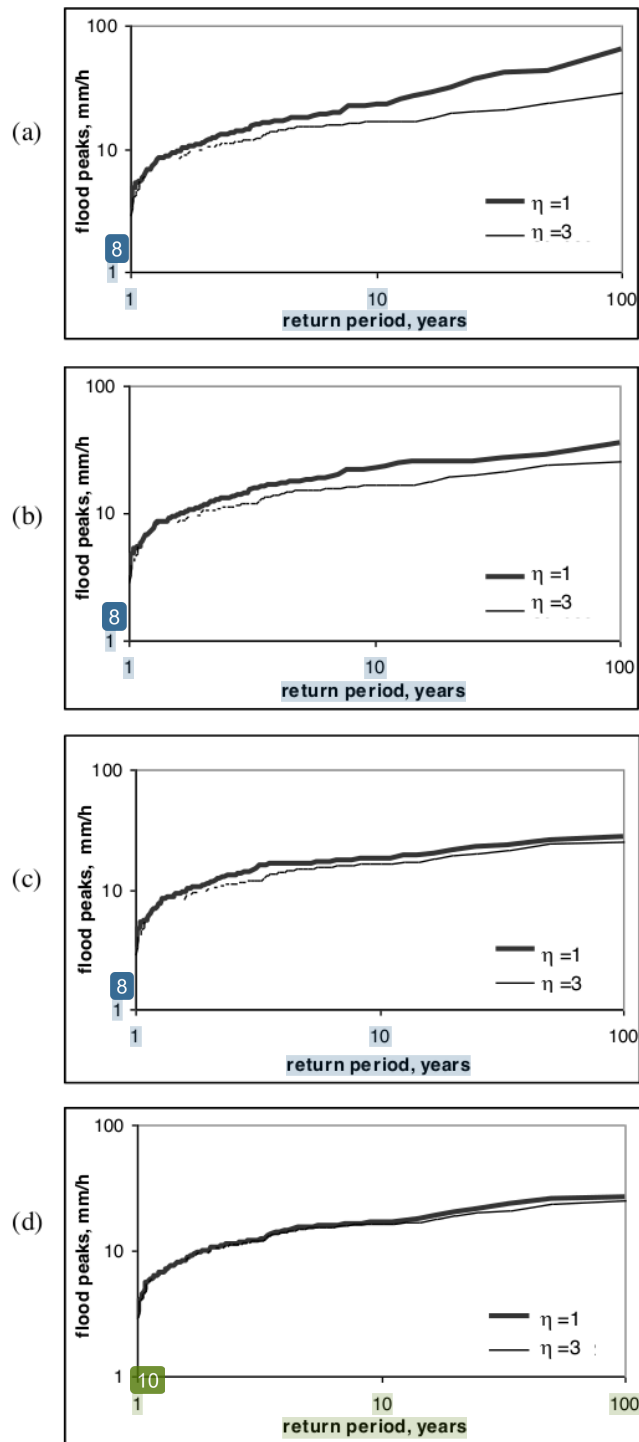 (a)
flood peaks, mm/h
100
10
8
1
η =1
η =3
1 10 100
return period, years
(b)
flood peaks, mm/h
100
10
8
1
η =1
η =3
1 10 100
return period, years
(c)
flood peaks, mm/h
100
10
8
1
η =1
η =3
1 10 100
return period, years
(d)
flood peaks, mm/h
100
10
1
10
η =1
η =3
1 10 100
return period, years